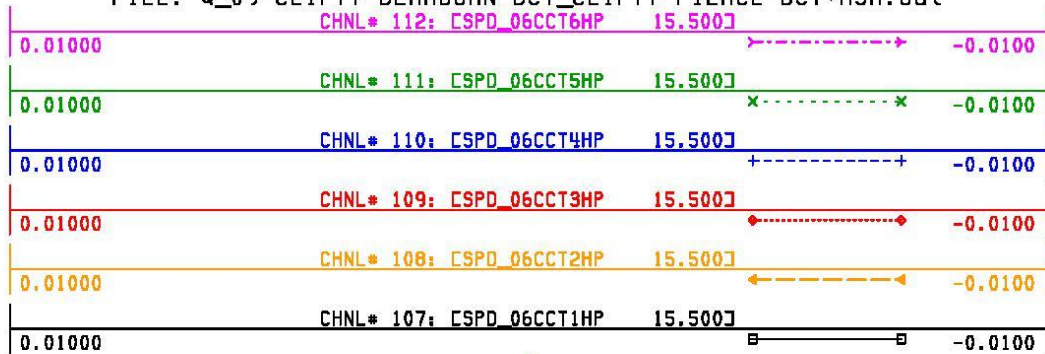 CHNL# 112: [SPD_06CCT6HP 15.500]
0.01000 -0.0100
CHNL# 111: [SPD_06CCT5HP 15.500]
0.01000 -0.0100
CHNL# 110: [SPD_06CCT4HP 15.500]
0.01000 -0.0100
CHNL# 109: [SPD_06CCT3HP 15.500]
0.01000 -0.0100
CHNL# 108: [SPD_06CCT2HP 15.500]
0.01000 -0.0100
CHNL# 107: [SPD_06CCT1HP 15.500]
0.01000 -0.0100